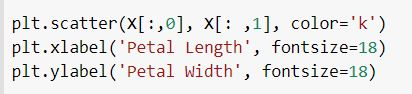 plt.scatter(X[:,0], X[: ,1], color='k')
plt.xlabel('Petal Length', fontsize=18)
plt.ylabel('Petal Width', fontsize=18)